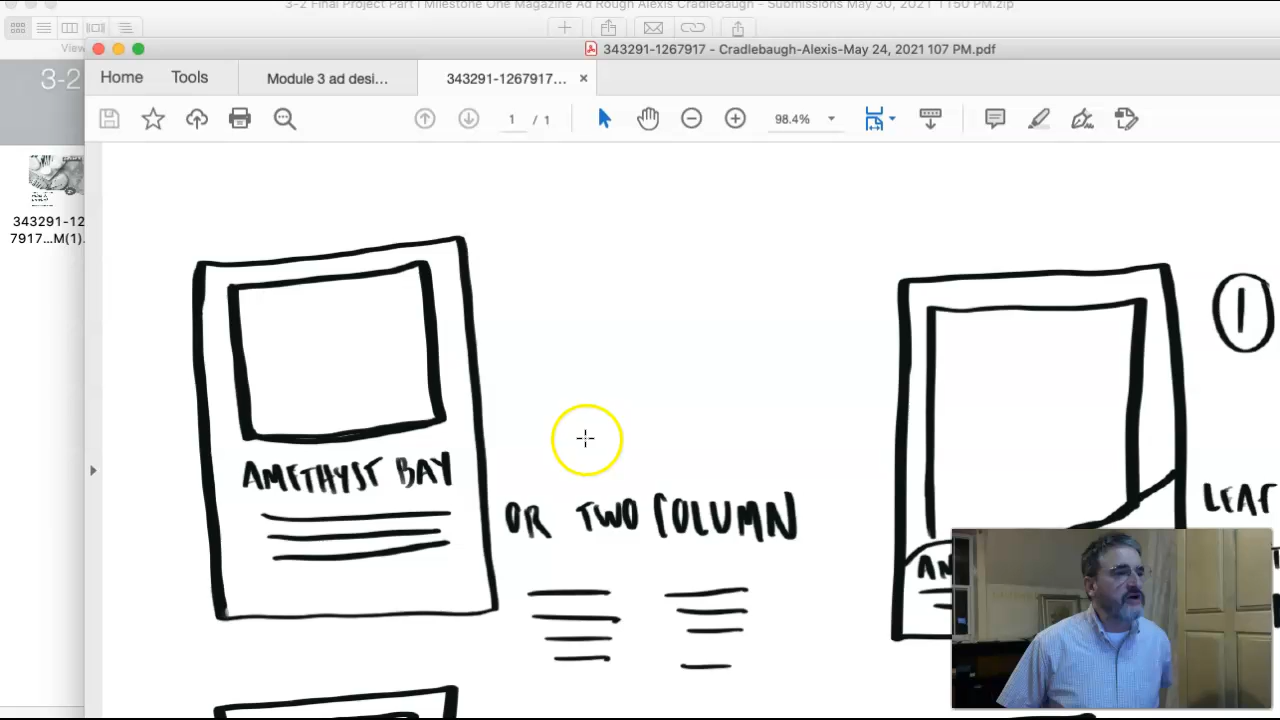 3-2 Final Project Part I Milestone One Magazine Ad Rough Alexis Cradlebaugh - Submissions May 30, 2021 1150 PM.zip
View
343291-1267917 - Cradlebaugh-Alexis-May 24, 2021 107 PM.pdf
3-2
Home
Tools
Module 3 ad desi...
343291-1267917...
×
1 / 1
98.4%
343291-12
7917...M(1).
1
AMETHYST BAY
OR TWO COLUMN
LEAF